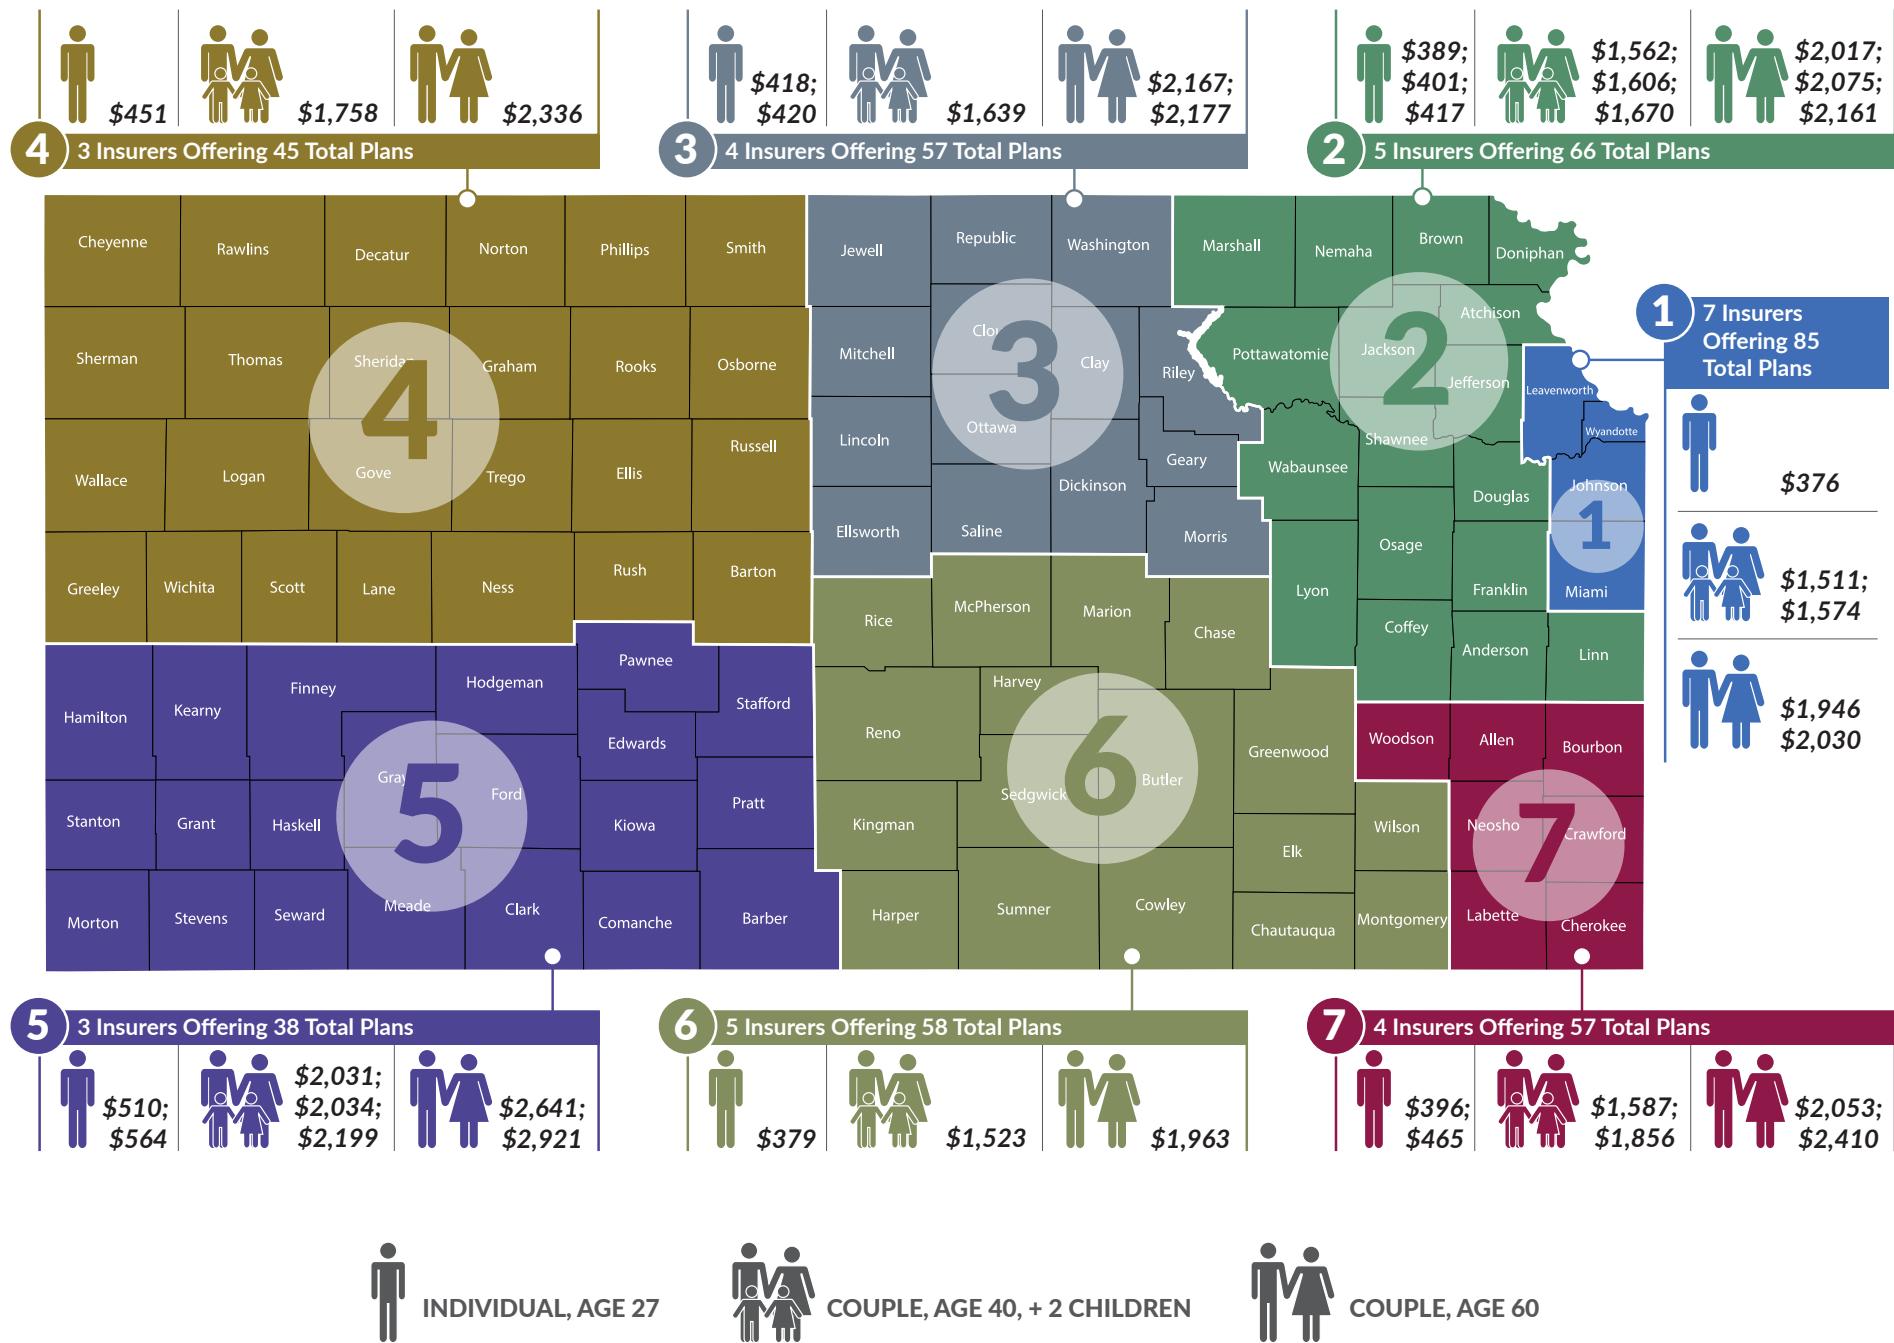 $451
$1,758
$2,336
4
3 Insurers Offering 45 Total Plans
$418;
$420
$1,639
$2,167;
$2,177
3
4 Insurers Offering 57 Total Plans
$389;
$401;
$417
$1,562;
$1,606;
$1,670
$2,017;
$2,075;
$2,161
2
5 Insurers Offering 66 Total Plans
1
7 Insurers
Offering 85
Total Plans
$376
$1,511;
$1,574
$1,946
$2,030
Cheyenne
Rawlins
Decatur
Norton
Phillips
Smith
Sherman
Thomas
Sheridan
Graham
Rooks
Osborne
Wallace
Logan
Gove
Trego
Ellis
Russell
Greeley
Wichita
Scott
Lane
Ness
Rush
Barton
4
Jewell
Republic
Washington
Mitchell
Cloud
Clay
Riley
Lincoln
Ottawa
Geary
Dickinson
Ellsworth
Saline
Morris
3
Marshall
Nemaha
Brown
Doniphan
Atchison
Pottawatomie
Jackson
Jefferson
Shawnee
Wabaunsee
Douglas
Osage
Lyon
Franklin
Coffey
Anderson
Linn
2
Leavenworth
Wyandotte
Johnson
Miami
1
Hamilton
Kearny
Finney
Hodgeman
Pawnee
Stafford
Edwards
Gray
Ford
Stanton
Grant
Haskell
Kiowa
Pratt
Morton
Stevens
Seward
Meade
Clark
Comanche
Barber
5
Rice
McPherson
Marion
Chase
Reno
Harvey
Greenwood
Sedgwick
Butler
Kingman
Wilson
Elk
Harper
Sumner
Cowley
Chautauqua
Montgomery
6
Woodson
Allen
Bourbon
Neosho
Crawford
Labette
Cherokee
7
5
3 Insurers Offering 38 Total Plans
$510;
$564
$2,031;
$2,034;
$2,199
$2,641;
$2,921
6
5 Insurers Offering 58 Total Plans
$379
$1,523
$1,963
7
4 Insurers Offering 57 Total Plans
$396;
$465
$1,587;
$1,856
$2,053;
$2,410
INDIVIDUAL, AGE 27
COUPLE, AGE 40, + 2 CHILDREN
COUPLE, AGE 60